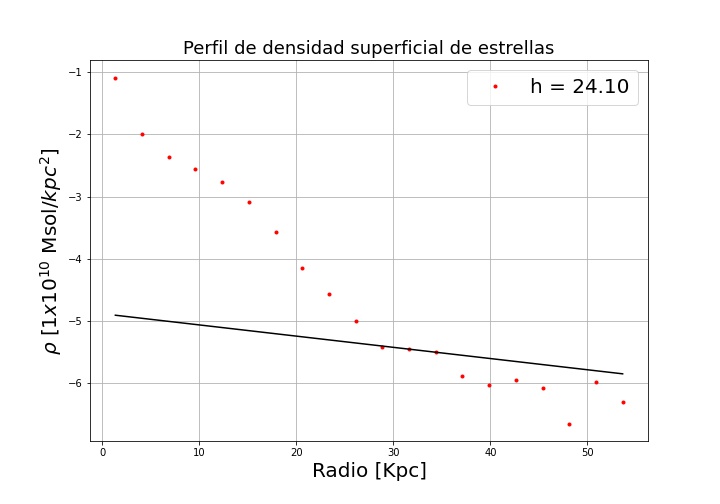 Perfil de densidad superficial de estrellas
h = 24.10
−1
−2
−3
−4
−5
−6
ρ [1x10^{10} Msol/kpc^2]
0 10 20 30 40 50
Radio [Kpc]